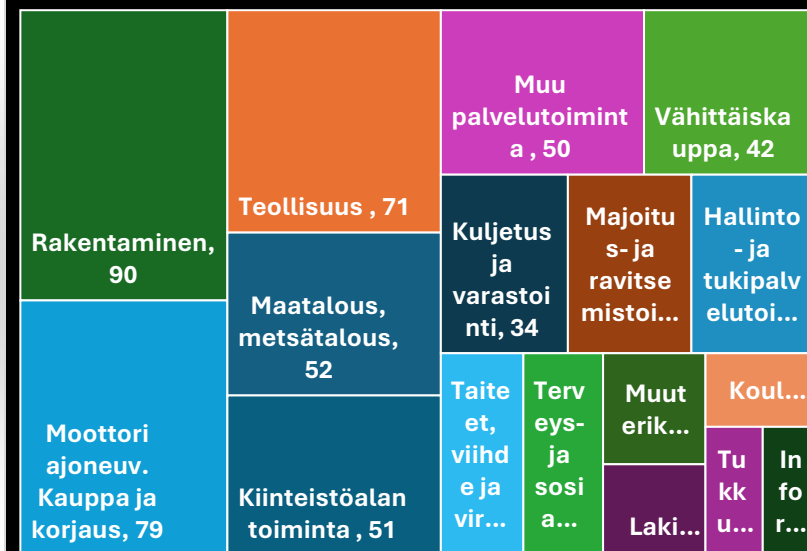 Rakentaminen,
90
Moottori
ajoneuv.
Kauppa ja
korjaus, 79
Teollisuus , 71
Maatalous,
metsätalous,
52
Kiinteistöalan
toiminta , 51
Muu
palvelutoimint
a , 50
Vähittäiska
uppa, 42
Kuljetus
ja
varastoi
nti, 34
Majoitu
s- ja
ravitse
mistoi...
Hallinto
- ja
tukipalv
elutoi...
Taite
et,
viihd
e ja
vir...
Terv
eys-
ja
sosi
a...
Muut
erik...
Laki...
Koul...
Tu
kk
u...
In
fo
r...